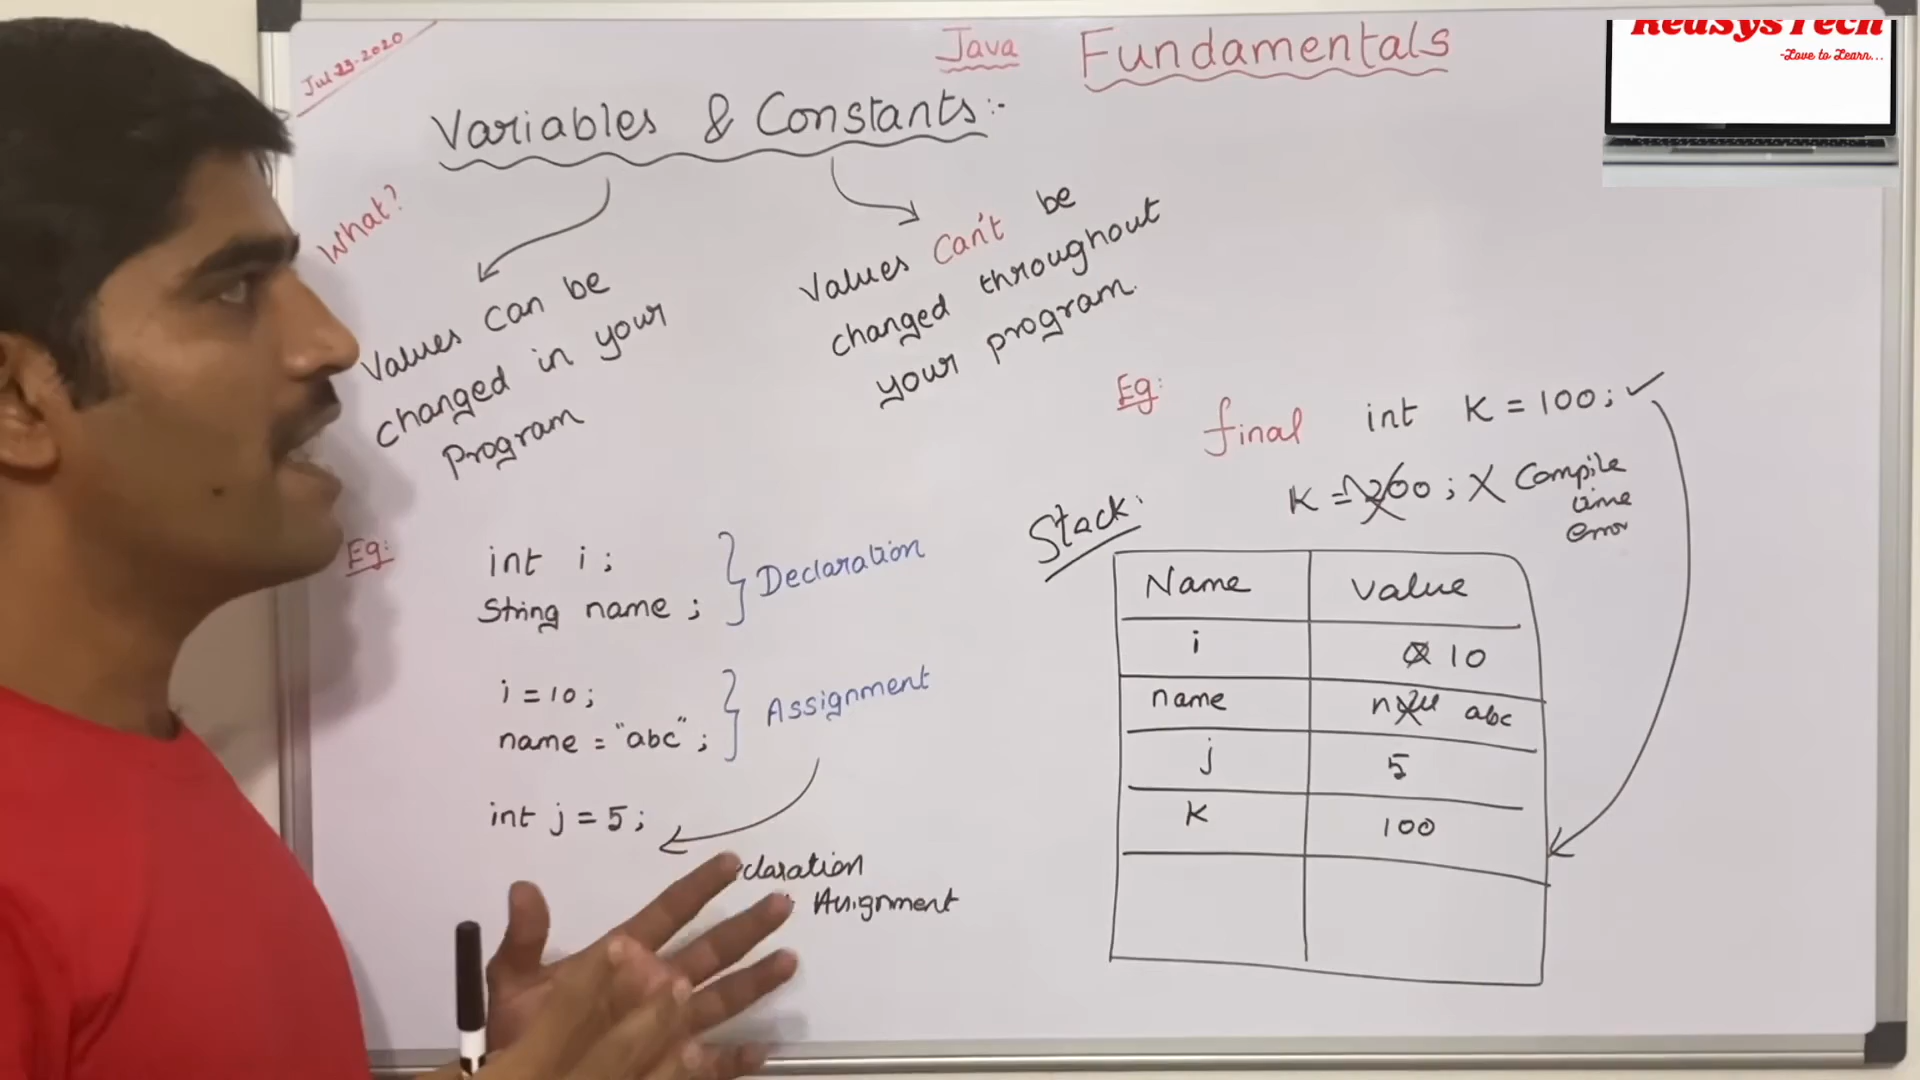 Jul-23-2020
Java Fundamentals
RedSysTech
-Love to Learn...
Variables & Constants:-
What?
Values can be
changed in your
Program
Values Can't be
changed throughout
your program.
Eg:
int i ;
String name ;
Declaration
i = 10 ;
name = "abc" ;
Assignment
int j = 5 ;
claration
Assignment
Eg:
final int K = 100 ; ✓
K = 200 ; X Compile
time
error
Stack:
Name Value
i 0 10
name null abc
j 5
K 100